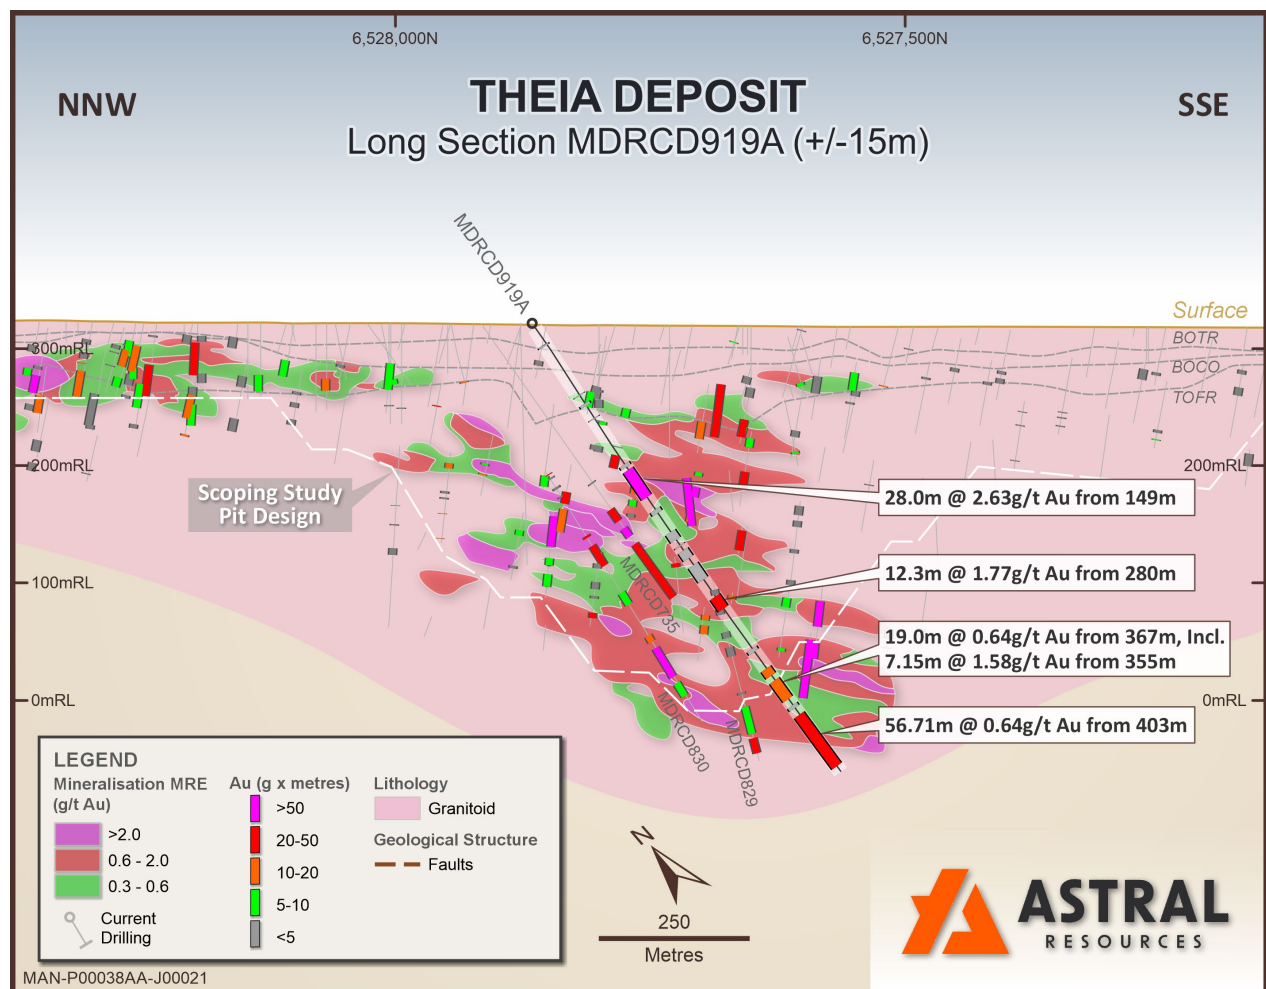 6,528,000N
6,527,500N
NNW
THEIA DEPOSIT
SSE
Long Section MDRCD919A (+/-15m)
MDRCD919A
Surface
BOTR
300mRL
BOCO
TOFR
200mRL
200mRL
Scoping Study
Pit Design
28.0m @ 2.63g/t Au from 149m
12.3m @ 1.77g/t Au from 280m
100mRL
MDRCD735
19.0m @ 0.64g/t Au from 367m, Incl.
7.15m @ 1.58g/t Au from 355m
0mRL
0mRL
56.71m @ 0.64g/t Au from 403m
MDRCD830
MDRCD829
LEGEND
Mineralisation MRE
(g/t Au)
>2.0
0.6 - 2.0
0.3 - 0.6
Current
Drilling
Au (g x metres)
>50
20-50
10-20
5-10
<5
Lithology
Granitoid
Geological Structure
Faults
N
250
Metres
ASTRAL
RESOURCES
MAN-P00038AA-J00021